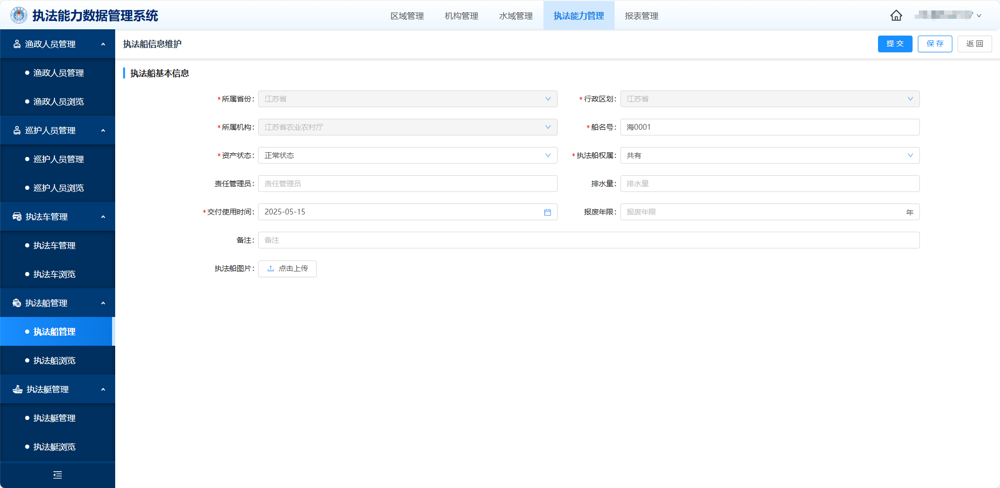 执法能力数据管理系统
区域管理 机构管理 水域管理 执法能力管理 报表管理
渔政人员管理
渔政人员管理
渔政人员浏览
巡护人员管理
巡护人员管理
巡护人员浏览
执法车管理
执法车管理
执法车浏览
执法船管理
执法船管理
执法船浏览
执法艇管理
执法艇管理
执法艇浏览
执法船信息维护 提交 保存 返回
执法船基本信息
*所属省份: 江苏省 *行政区划: 江苏省
*所属机构: 江苏省农业农村厅 *船名号: 海0001
*资产状态: 正常状态 *执法船权属: 共有
责任管理员: 责任管理员 排水量: 排水量
*交付使用时间: 2025-05-15 报废年限: 报废年限 年
备注: 备注
执法船图片: 点击上传